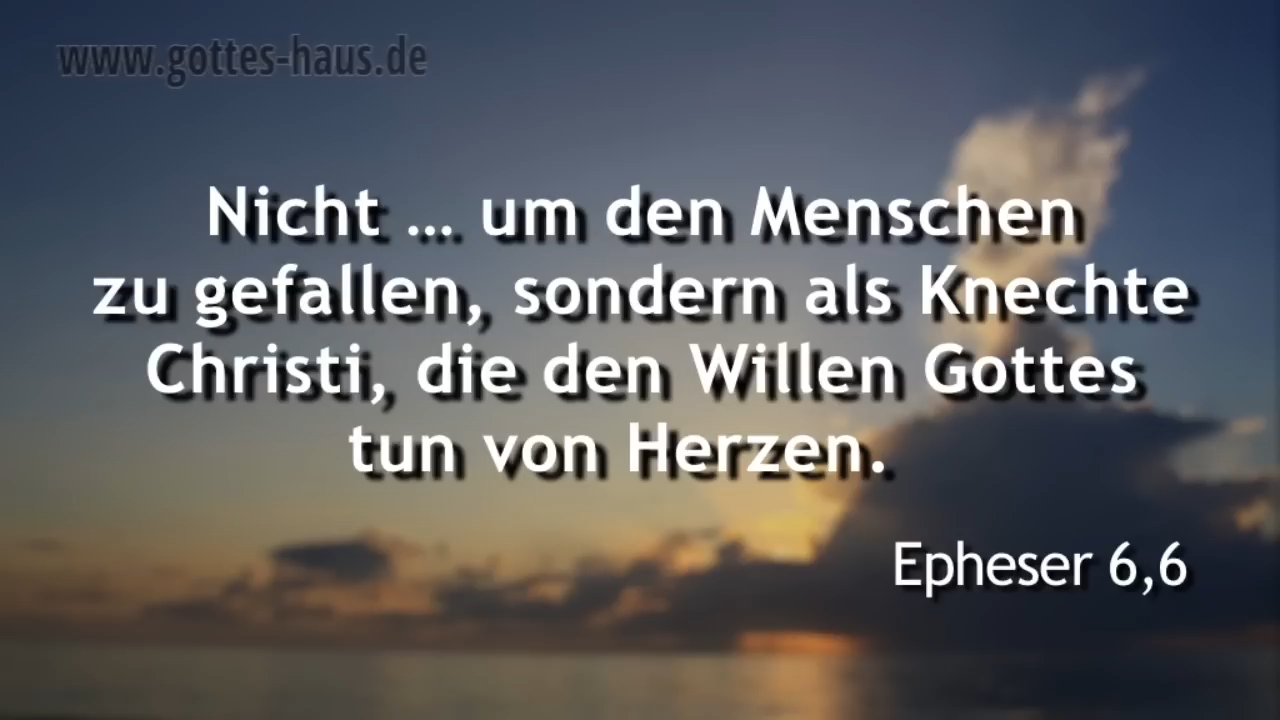 www.gottes-haus.de
Nicht ... um den Menschen
zu gefallen, sondern als Knechte
Christi, die den Willen Gottes
tun von Herzen.
Epheser 6,6